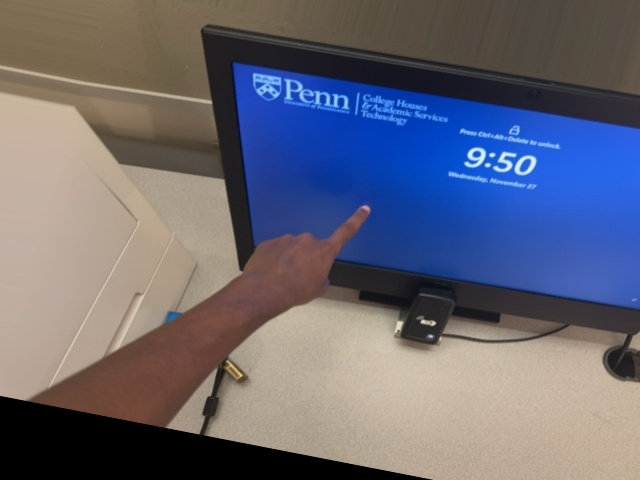 Penn
University of Pennsylvania
College Houses
& Academic Services
Technology
Press Ctrl+Alt+Delete to unlock.
9:50
Wednesday, November 27